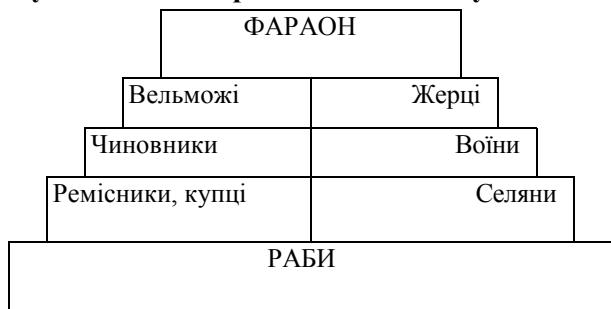 ФАРАОН
Вельможі Жерці
Чиновники Воїни
Ремісники, купці Селяни
РАБИ